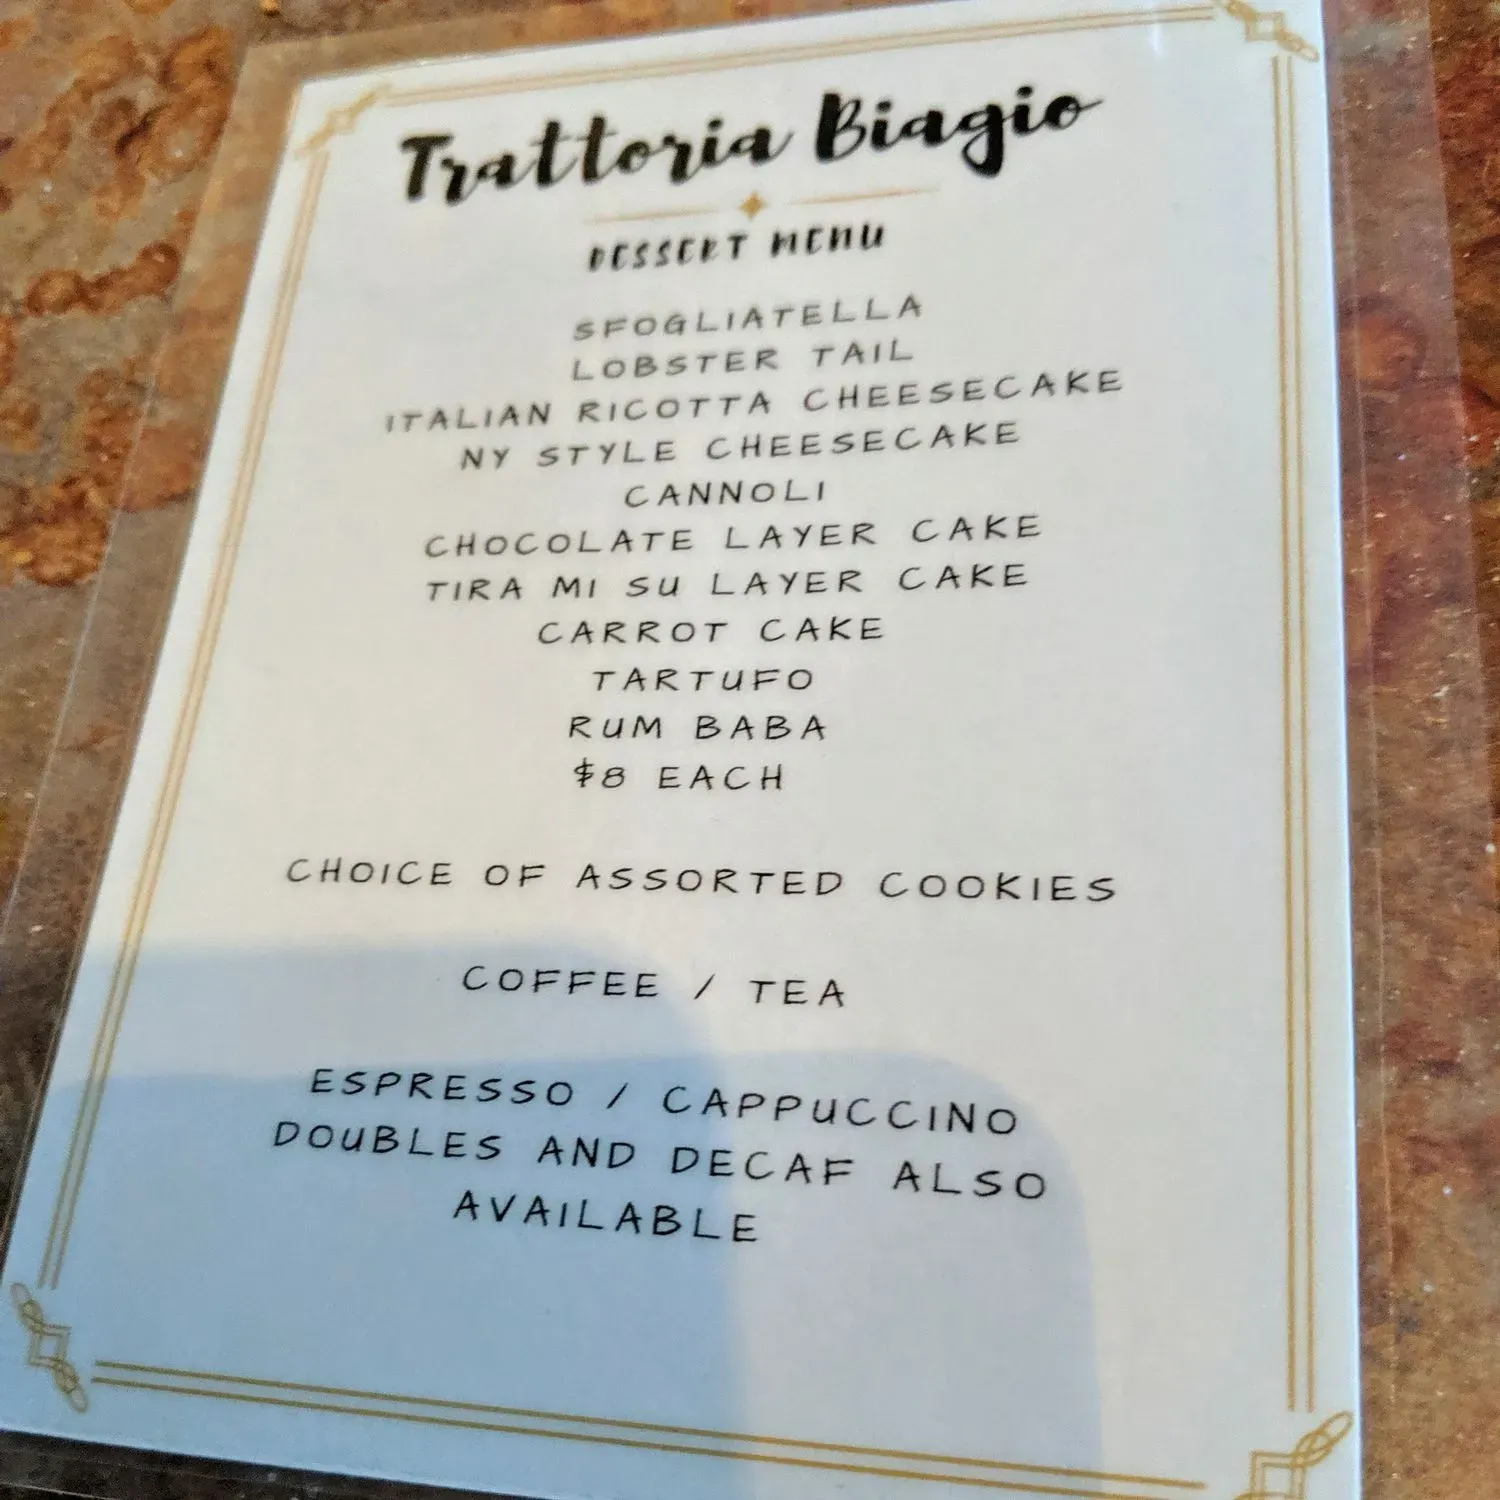 Trattoria Biagio
DESSERT MENU
SFOGLIATELLA
LOBSTER TAIL
ITALIAN RICOTTA CHEESECAKE
NY STYLE CHEESECAKE
CANNOLI
CHOCOLATE LAYER CAKE
TIRA MI SU LAYER CAKE
CARROT CAKE
TARTUFO
RUM BABA
$8 EACH
CHOICE OF ASSORTED COOKIES
COFFEE / TEA
ESPRESSO / CAPPUCCINO
DOUBLES AND DECAF ALSO
AVAILABLE